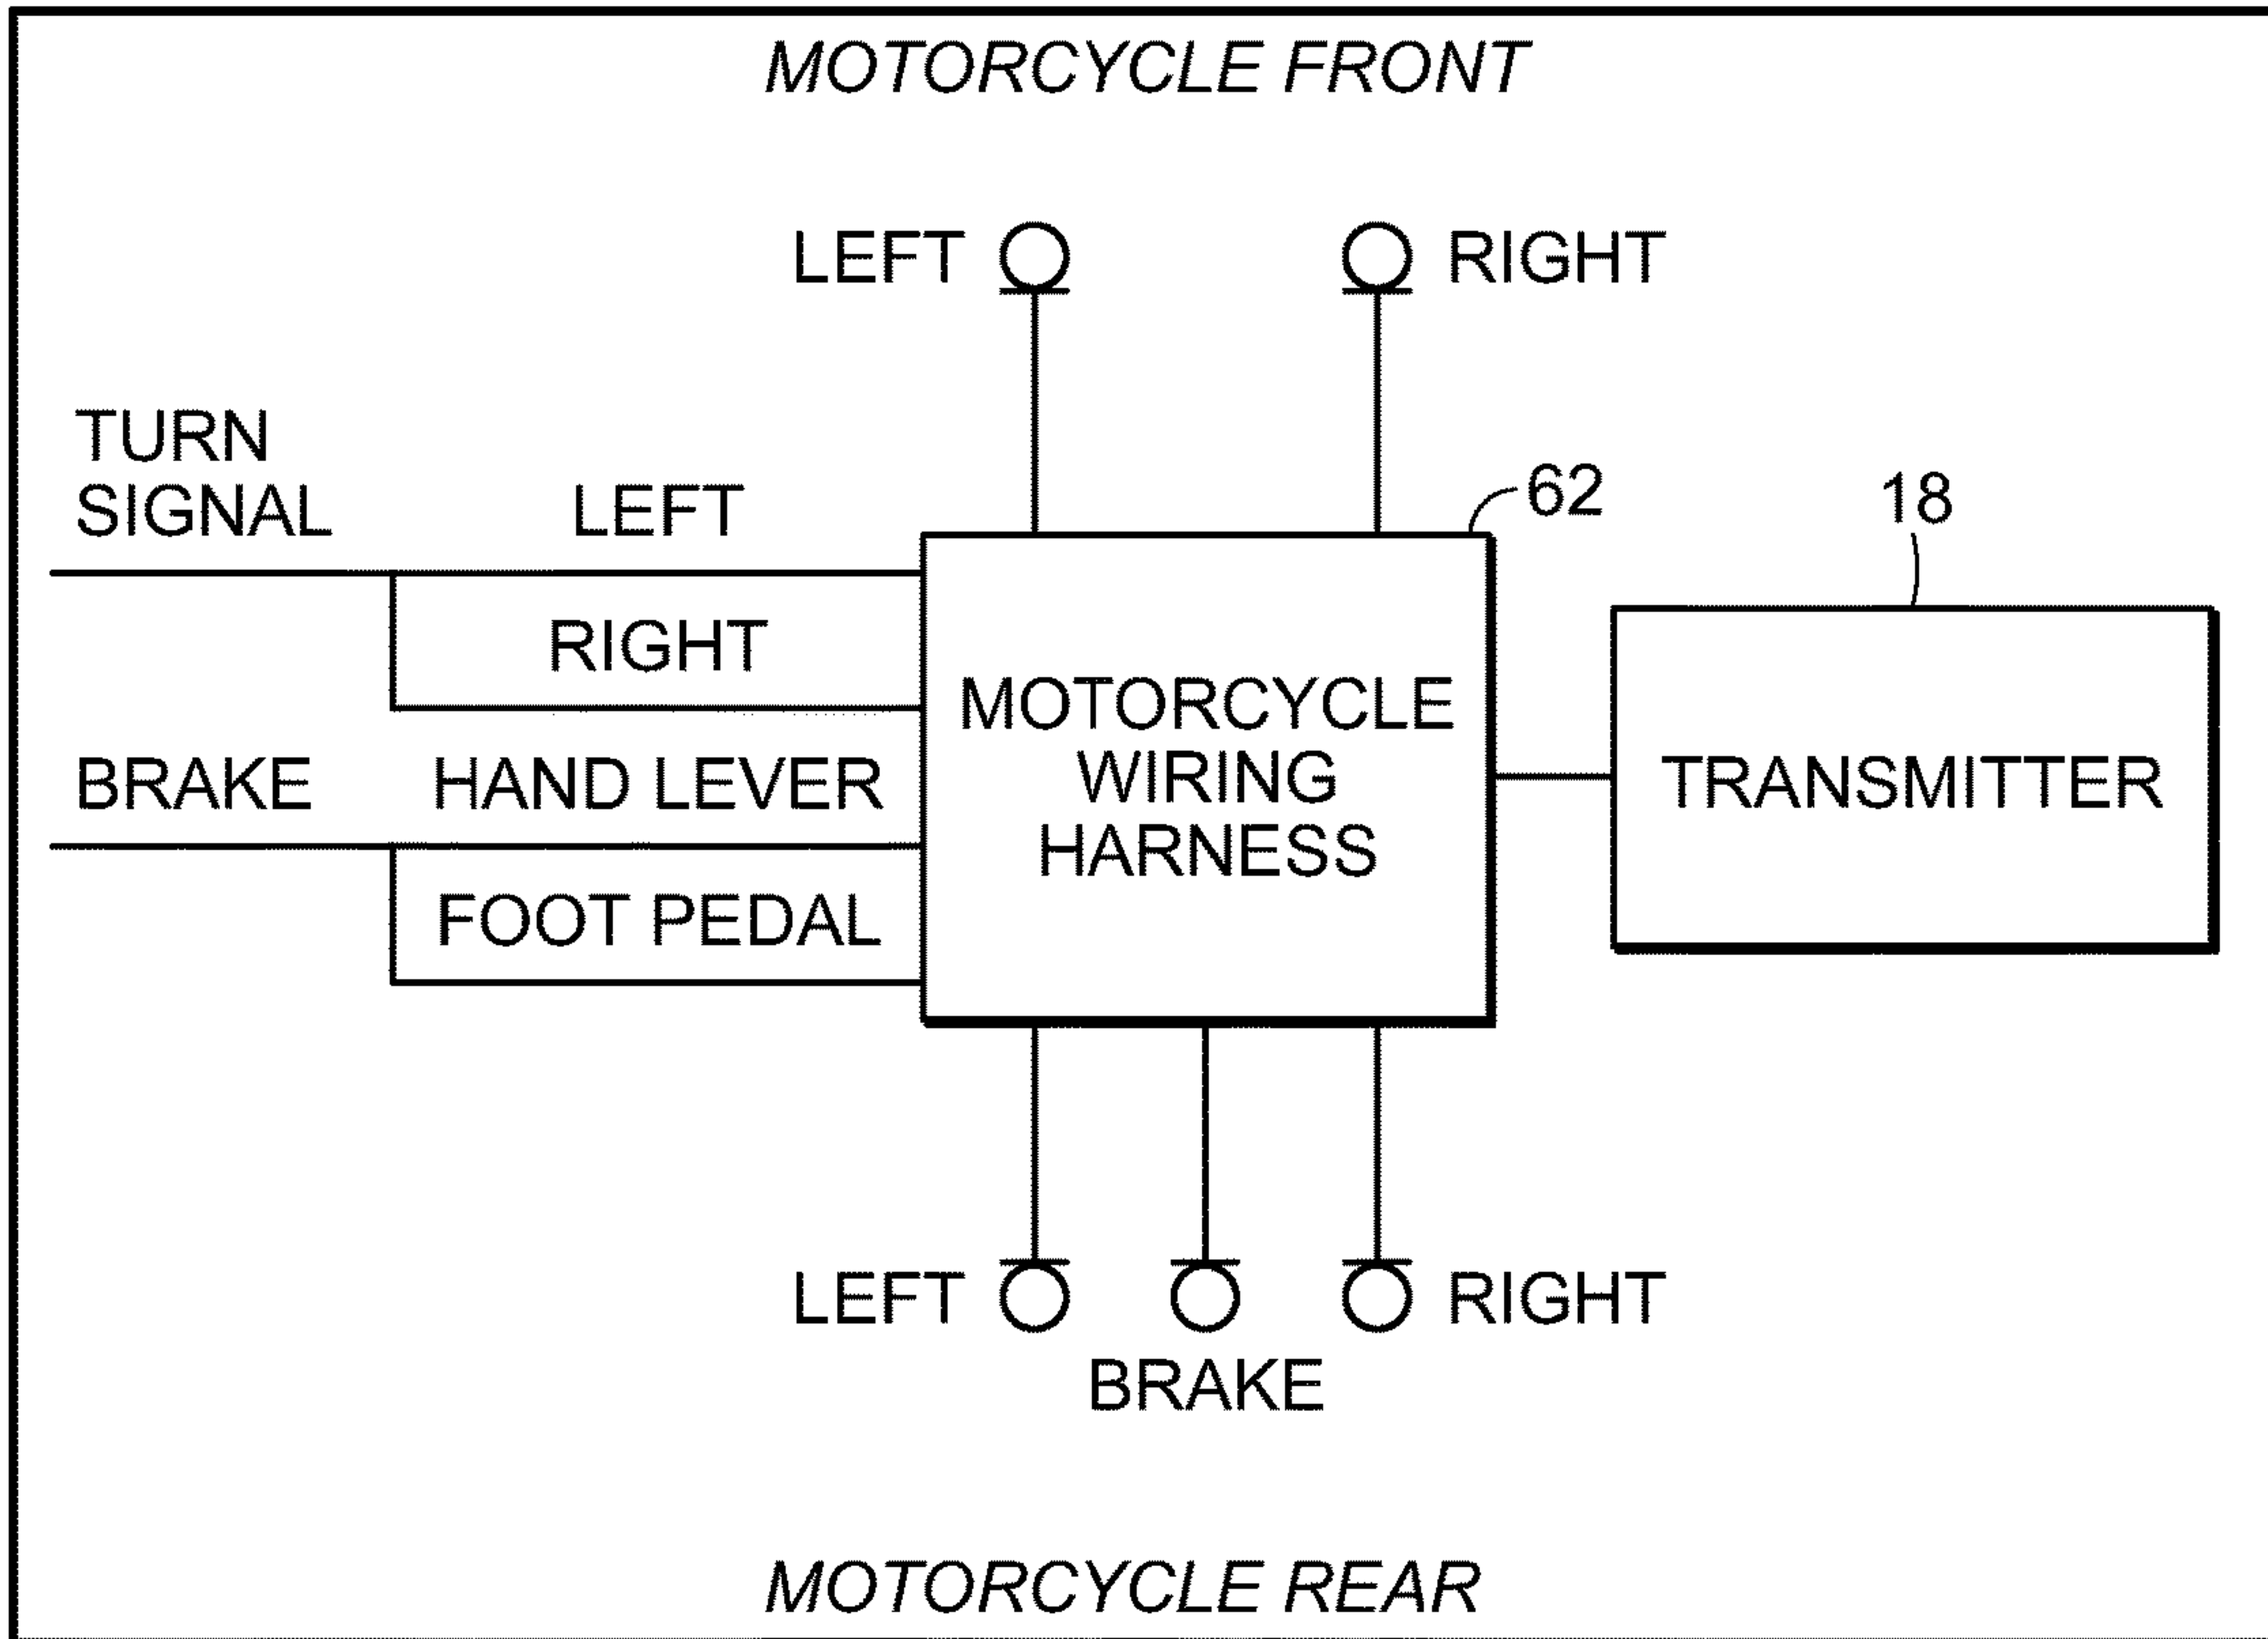 MOTORCYCLE FRONT
LEFT
RIGHT
TURN
SIGNAL
LEFT
62
18
RIGHT
MOTORCYCLE
WIRING
HARNESS
TRANSMITTER
BRAKE
HAND LEVER
FOOT PEDAL
LEFT
RIGHT
BRAKE
MOTORCYCLE REAR